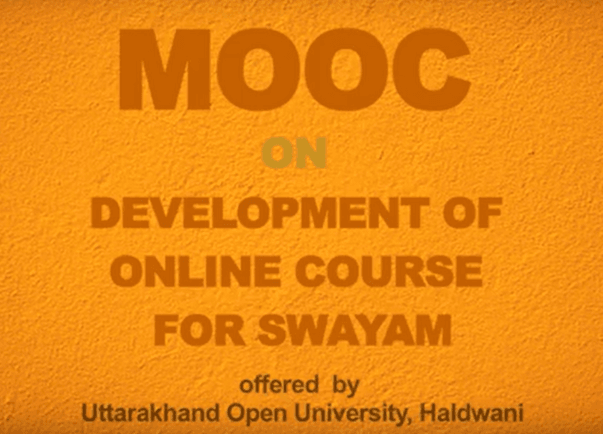 MOOC
ON
DEVELOPMENT OF
ONLINE COURSE
FOR SWAYAM
offered by
Uttarakhand Open University, Haldwani